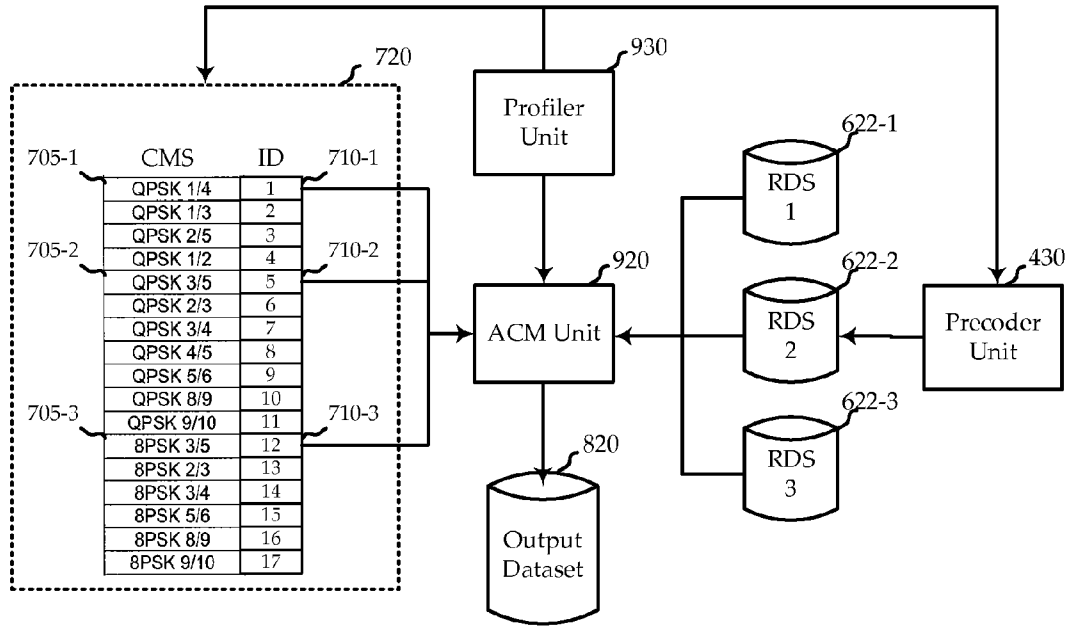 720
930
Profiler
Unit
705-1
CMS
ID
710-1
QPSK 1/4 1
QPSK 1/3 2
QPSK 2/5 3
QPSK 1/2 4
705-2
710-2
QPSK 3/5 5
QPSK 2/3 6
QPSK 3/4 7
QPSK 4/5 8
QPSK 5/6 9
QPSK 8/9 10
QPSK 9/10 11
705-3
710-3
8PSK 3/5 12
8PSK 2/3 13
8PSK 3/4 14
8PSK 5/6 15
8PSK 8/9 16
8PSK 9/10 17
920
ACM Unit
820
Output
Dataset
622-1
RDS
1
622-2
RDS
2
622-3
RDS
3
430
Precoder
Unit